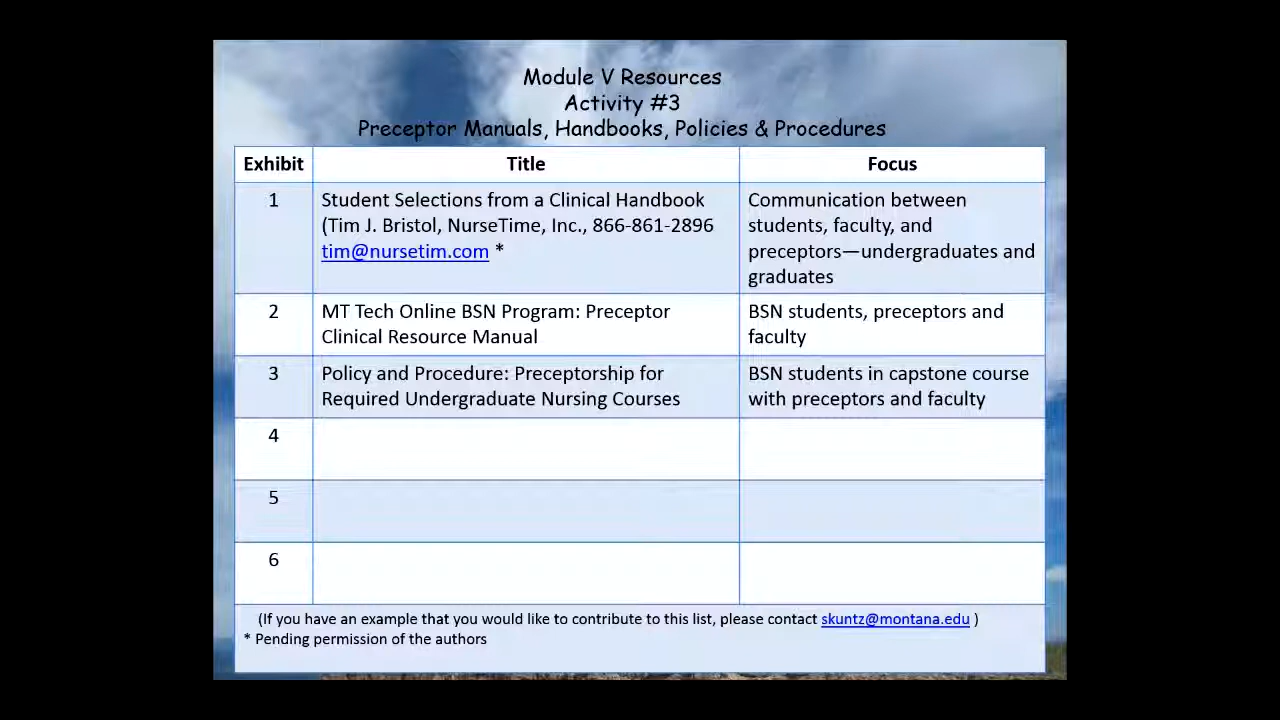 Module V Resources
Activity #3
Preceptor Manuals, Handbooks, Policies & Procedures
Exhibit Title Focus
1 Student Selections from a Clinical Handbook
(Tim J. Bristol, NurseTime, Inc., 866-861-2896
tim@nursetim.com *
Communication between
students, faculty, and
preceptors—undergraduates and
graduates
2 MT Tech Online BSN Program: Preceptor
Clinical Resource Manual
BSN students, preceptors and
faculty
3 Policy and Procedure: Preceptorship for
Required Undergraduate Nursing Courses
BSN students in capstone course
with preceptors and faculty
4
5
6
(If you have an example that you would like to contribute to this list, please contact skuntz@montana.edu )
* Pending permission of the authors